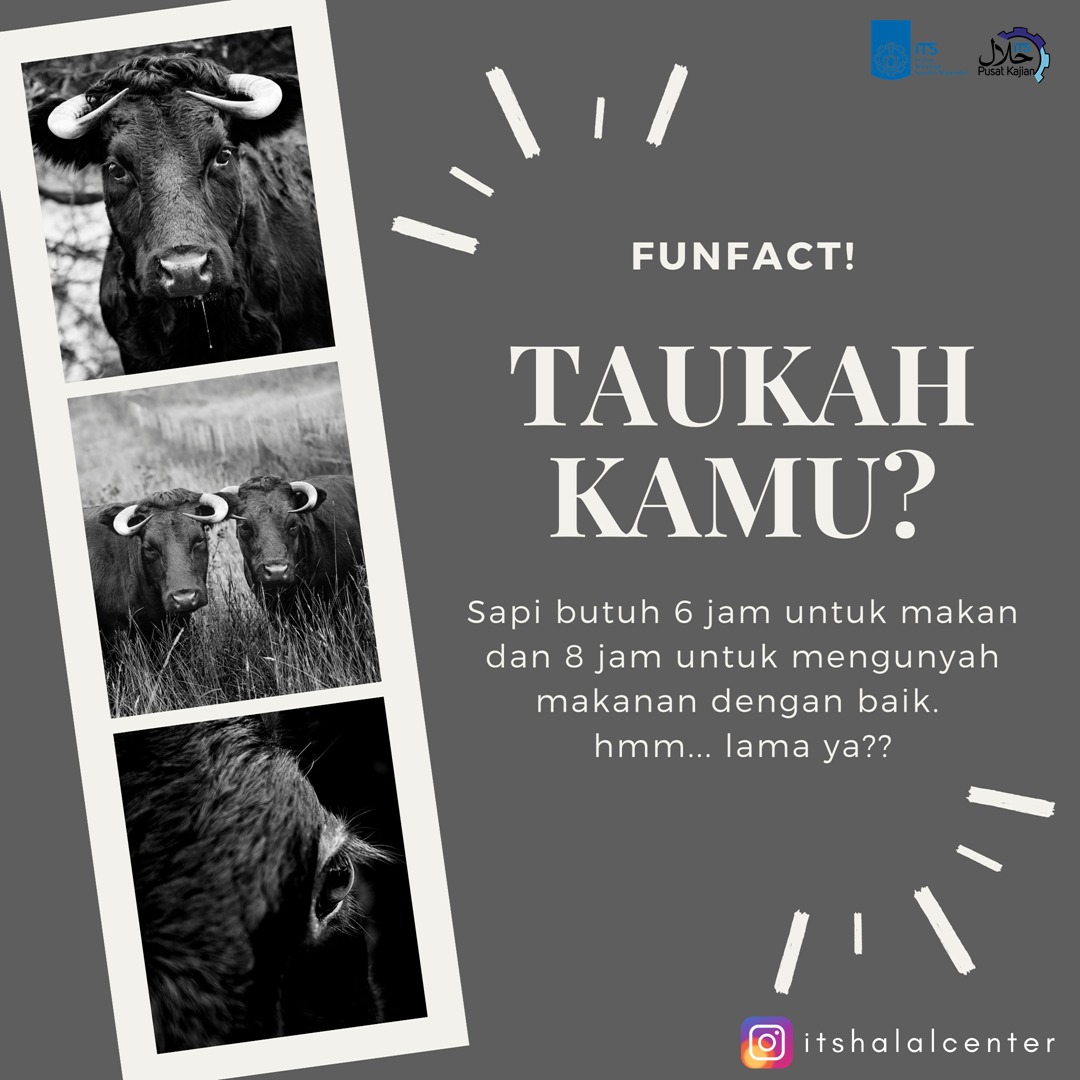 ITS
حلال
ITS
Pusat Kajian
FUNFACT!
TAUKAH
KAMU?
Sapi butuh 6 jam untuk makan
dan 8 jam untuk mengunyah
makanan dengan baik.
hmm... lama ya??
itshalalcenter